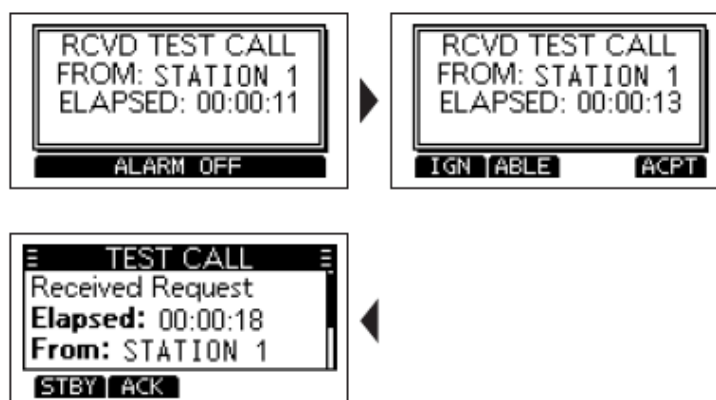 RCVD TEST CALL
FROM: STATION 1
ELAPSED: 00:00:11
ALARM OFF
RCVD TEST CALL
FROM: STATION 1
ELAPSED: 00:00:13
IGN ABLE ACPT
TEST CALL
Received Request
Elapsed: 00:00:18
From: STATION 1
STBY ACK